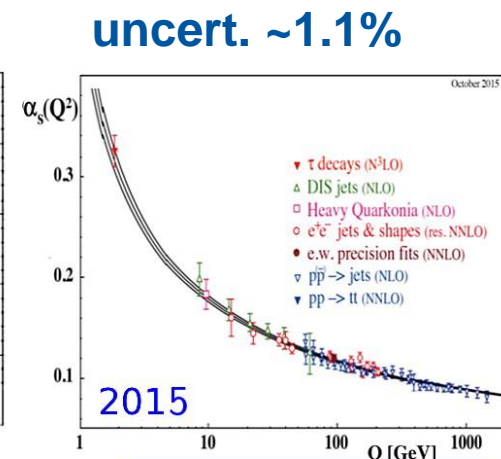 uncert. ~1.1%
October 2015
αs(Q²)
τ decays (N³LO)
DIS jets (NLO)
Heavy Quarkonia (NLO)
e⁺e⁻ jets & shapes (res. NNLO)
e.w. precision fits (NNLO)
pp̄ –> jets (NLO)
pp –> tt (NNLO)
0.3
0.2
0.1
2015
1 10 100 1000
Q [GeV]